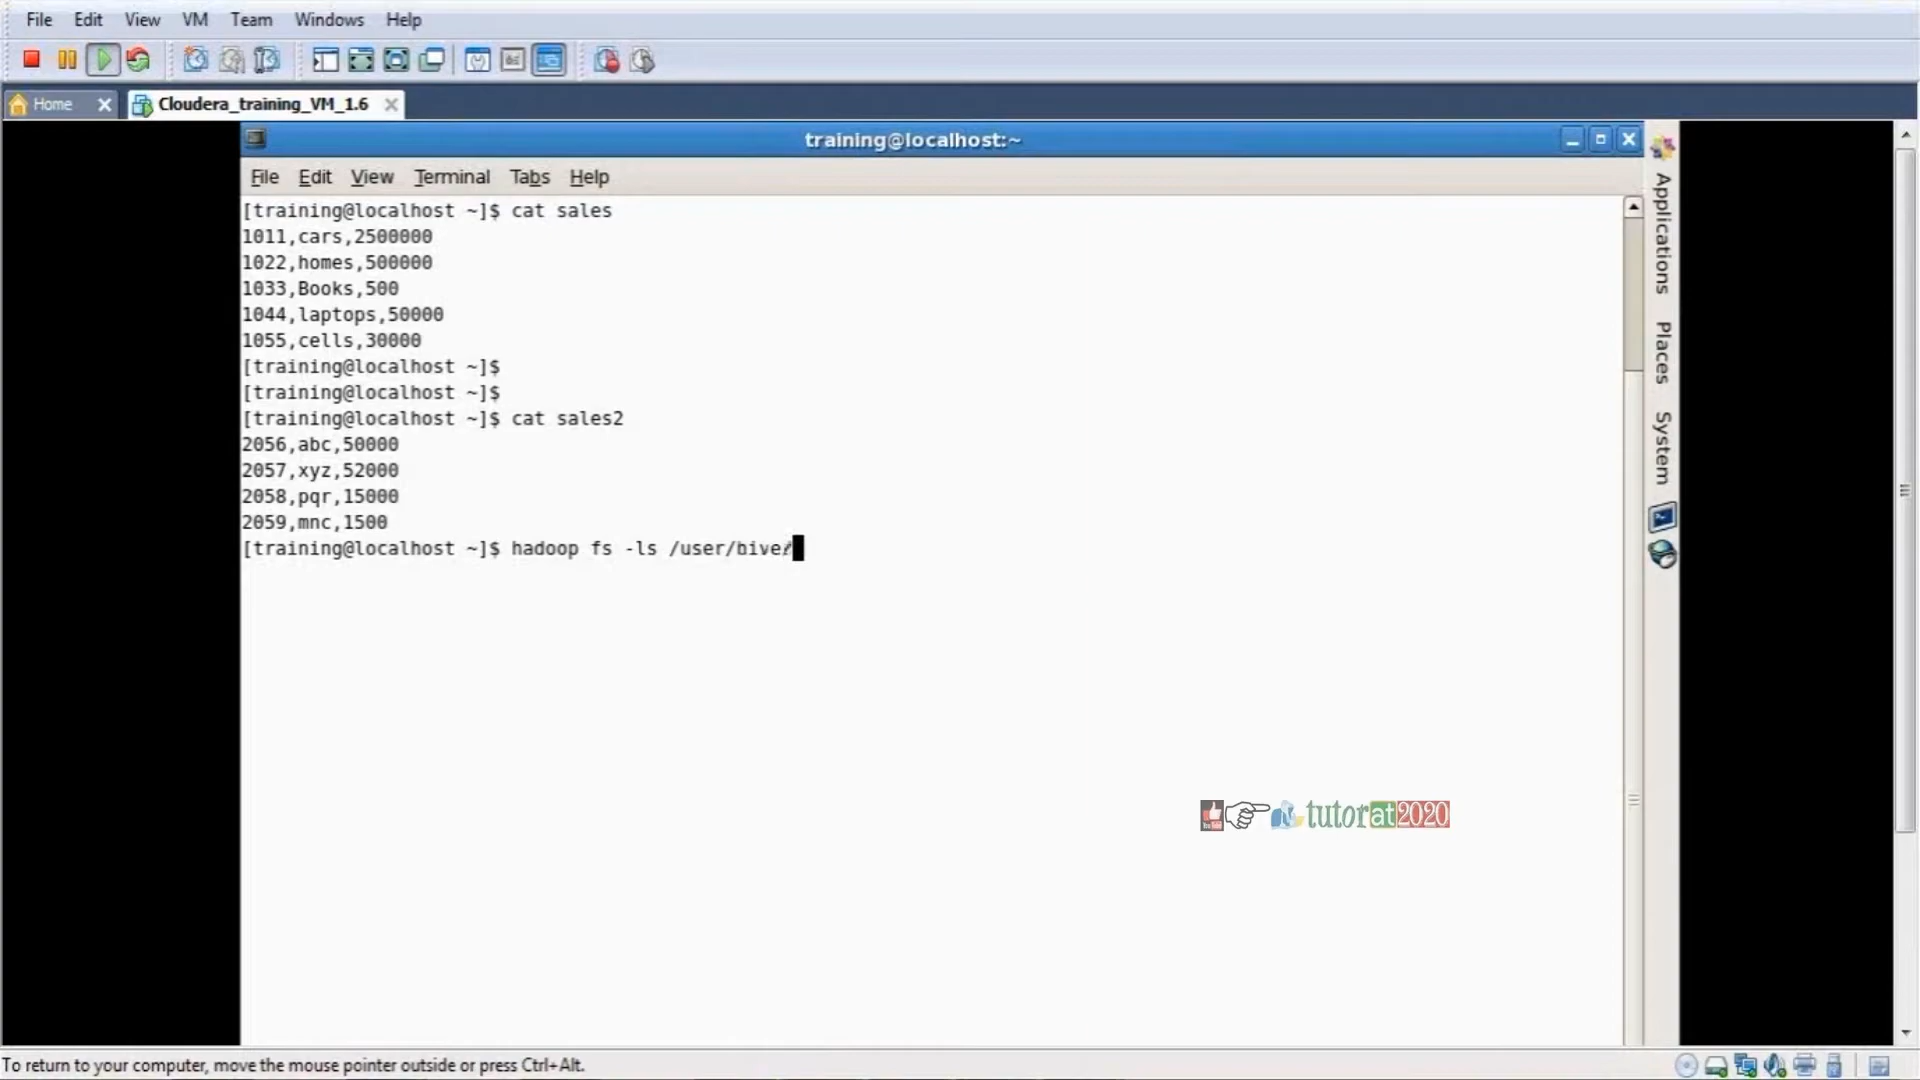 File Edit View VM Team Windows Help
Home
Cloudera_training_VM_1.6
training@localhost:~
File Edit View Terminal Tabs Help
[training@localhost ~]$ cat sales
1011,cars,2500000
1022,homes,500000
1033,Books,500
1044,laptops,50000
1055,cells,30000
[training@localhost ~]$
[training@localhost ~]$
[training@localhost ~]$ cat sales2
2056,abc,50000
2057,xyz,52000
2058,pqr,15000
2059,mnc,1500
[training@localhost ~]$ hadoop fs -ls /user/hive/
Applications
Places
System
tutorat2020
To return to your computer, move the mouse pointer outside or press Ctrl+Alt.